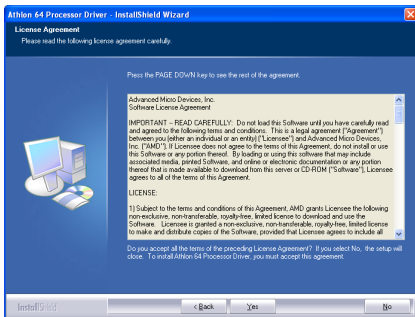 Athlon 64 Processor Driver - InstallShield Wizard
License Agreement
Please read the following license agreement carefully.
Press the PAGE DOWN key to see the rest of the agreement.
Advanced Micro Devices, Inc.
Software License Agreement
IMPORTANT – READ CAREFULLY: Do not load this Software until you have carefully read
and agreed to the following terms and conditions. This is a legal agreement ("Agreement")
between you (either an individual or an entity) ("Licensee") and Advanced Micro Devices,
Inc. ("AMD"). If Licensee does not agree to the terms of this Agreement, do not install or use
this Software or any portion thereof. By loading or using this software that may include
associated media, printed Software, and online or electronic documentation or any portion
thereof that is made available to download from this server or CD-ROM ("Software"), Licensee
agrees to all of the terms of this Agreement.
LICENSE:
1) Subject to the terms and conditions of this Agreement, AMD grants Licensee the following
non-exclusive, non-transferable, royalty-free, limited license to download and use the
Software. Licensee is granted a non-exclusive, non-transferable, royalty-free, limited license
to make and distribute copies of the Software, provided that Licensee agrees to include all
Do you accept all the terms of the preceding License Agreement? If you select No, the setup will
close. To install Athlon 64 Processor Driver, you must accept this agreement.
InstallShield
< Back
Yes
No